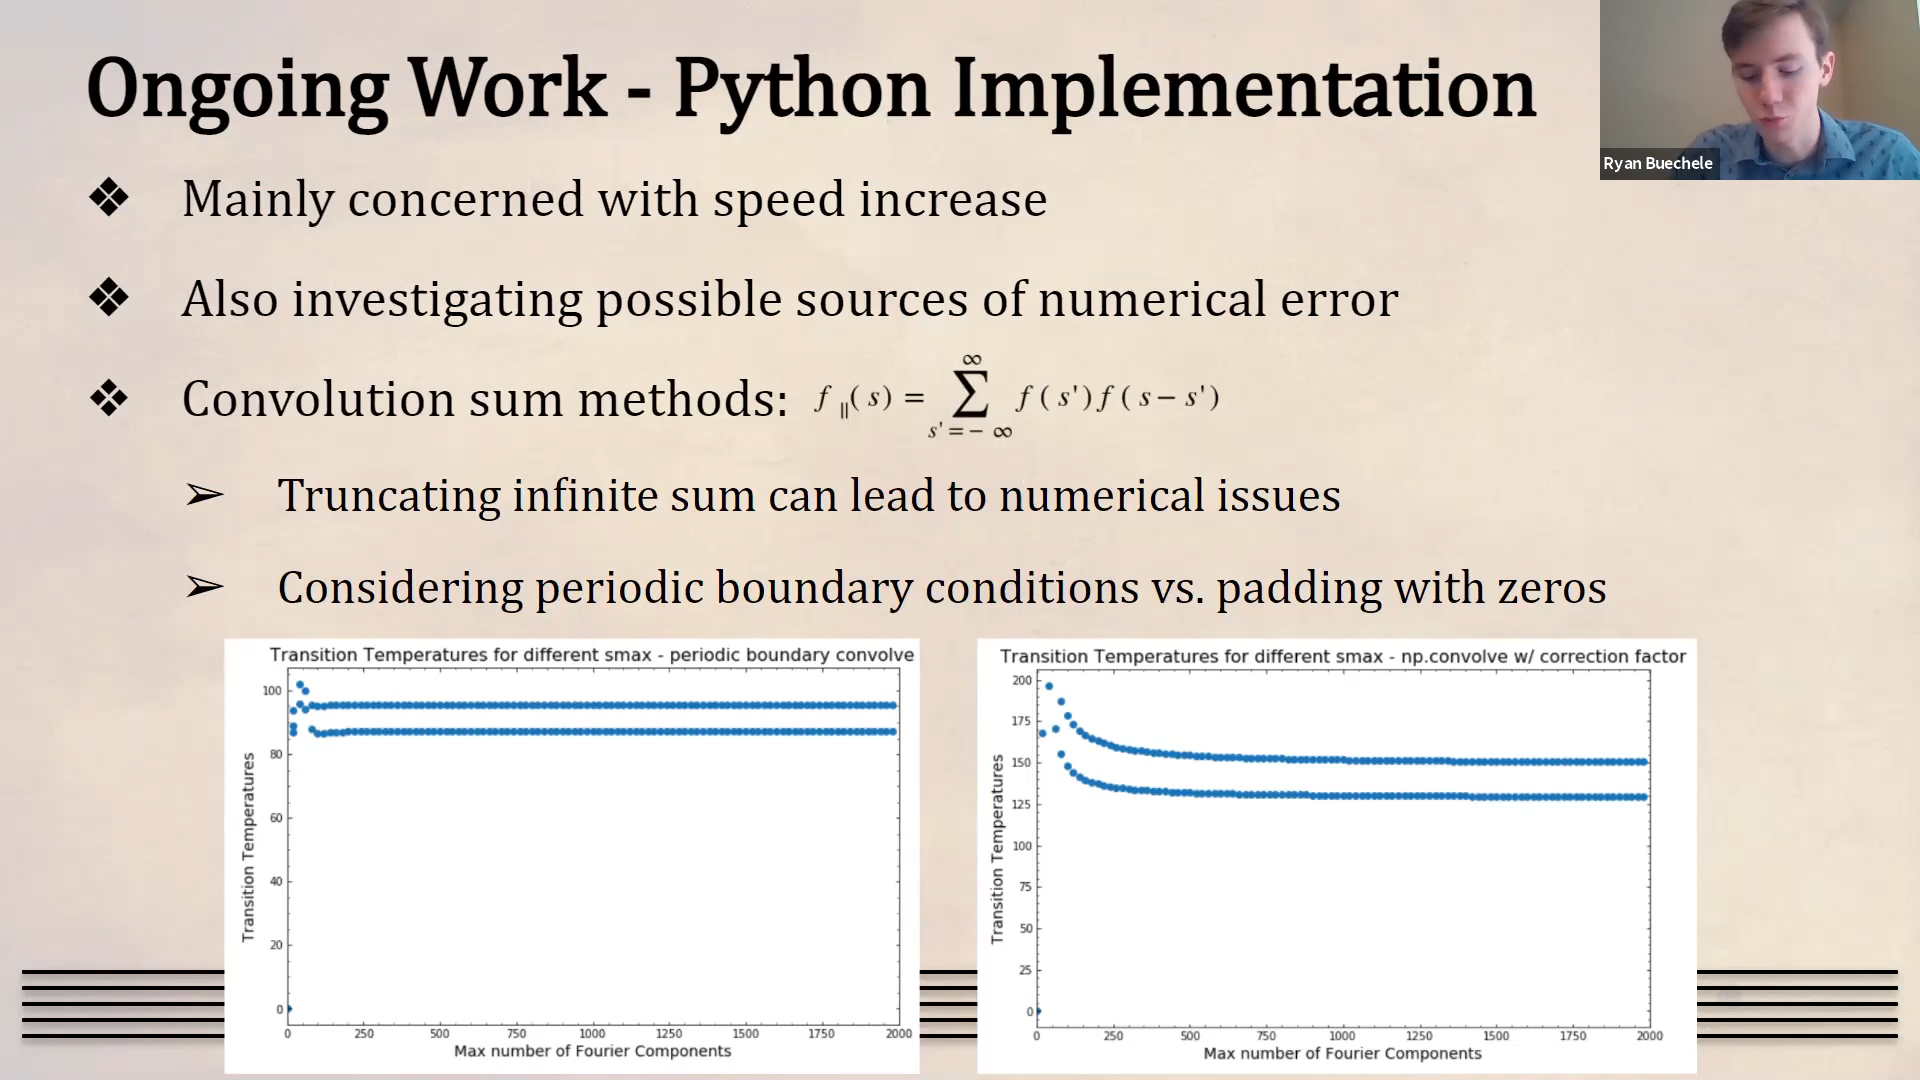 Ongoing Work - Python Implementation
Ryan Buechele
❖ Mainly concerned with speed increase
❖ Also investigating possible sources of numerical error
❖ Convolution sum methods: f_∥(s) = ∑_{s'=-∞}^{∞} f(s')f(s-s')
➢ Truncating infinite sum can lead to numerical issues
➢ Considering periodic boundary conditions vs. padding with zeros
Transition Temperatures for different smax - periodic boundary convolve
Transition Temperatures
100
80
60
40
20
0
0 250 500 750 1000 1250 1500 1750 2000
Max number of Fourier Components
Transition Temperatures for different smax - np.convolve w/ correction factor
Transition Temperatures
200
175
150
125
100
75
50
25
0
0 250 500 750 1000 1250 1500 1750 2000
Max number of Fourier Components